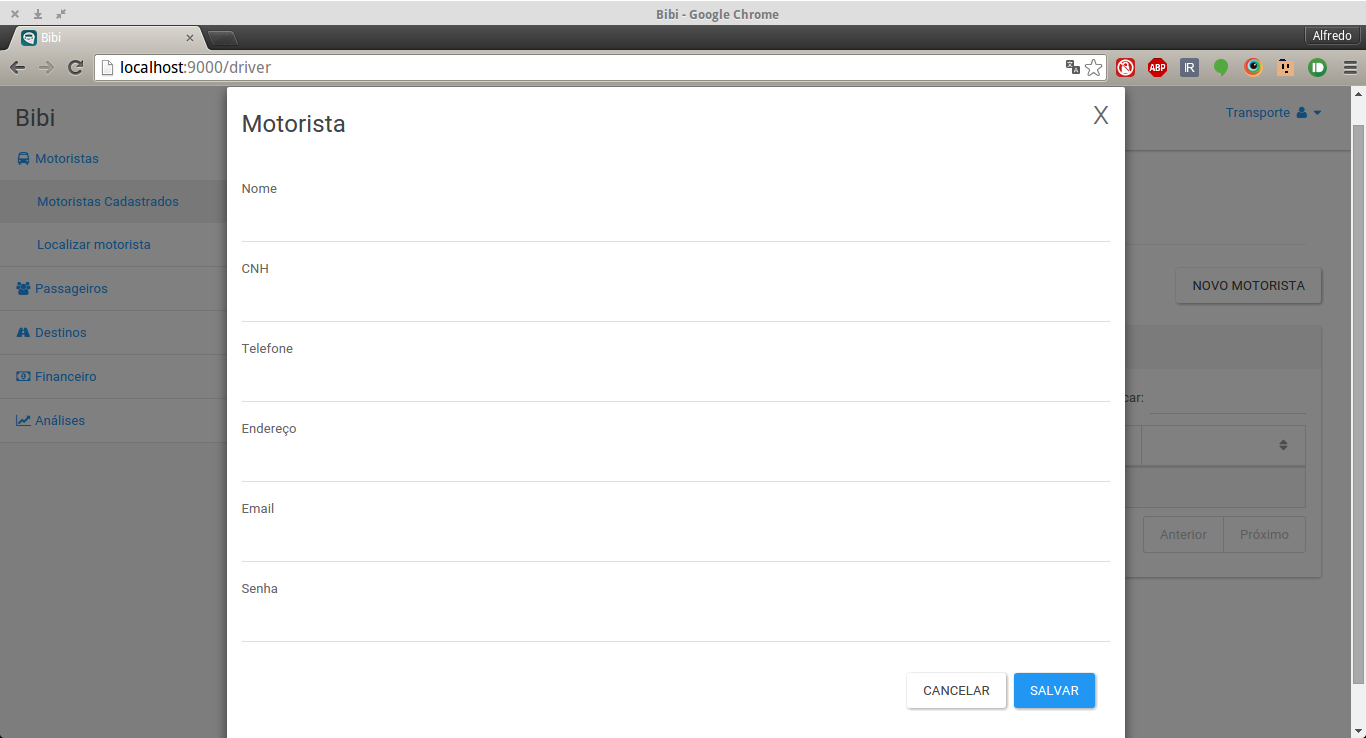 Bibi - Google Chrome
Bibi
Alfredo
localhost:9000/driver
ABP
IR
Bibi
Transporte
Motoristas
Motoristas Cadastrados
Localizar motorista
Passageiros
Destinos
Financeiro
Análises
Motorista
X
Nome
CNH
Telefone
Endereço
Email
Senha
CANCELAR
SALVAR
NOVO MOTORISTA
car:
Anterior
Próximo